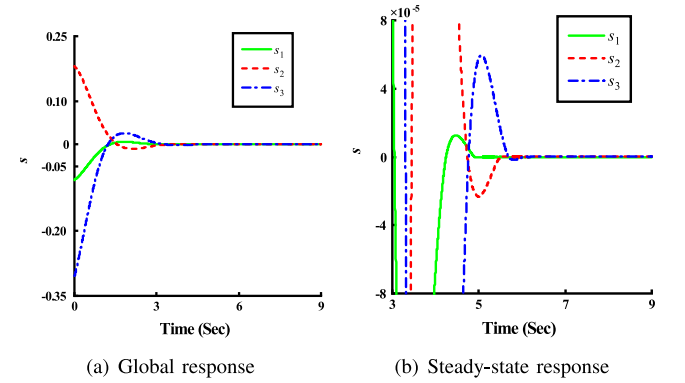 0.25
0.10
0
-0.05
-0.20
-0.35
s
0
3
6
9
Time (Sec)
s1
s2
s3
(a) Global response
×10 -5
8
4
0
-4
-8
s
3
5
7
9
Time (Sec)
s1
s2
s3
(b) Steady-state response